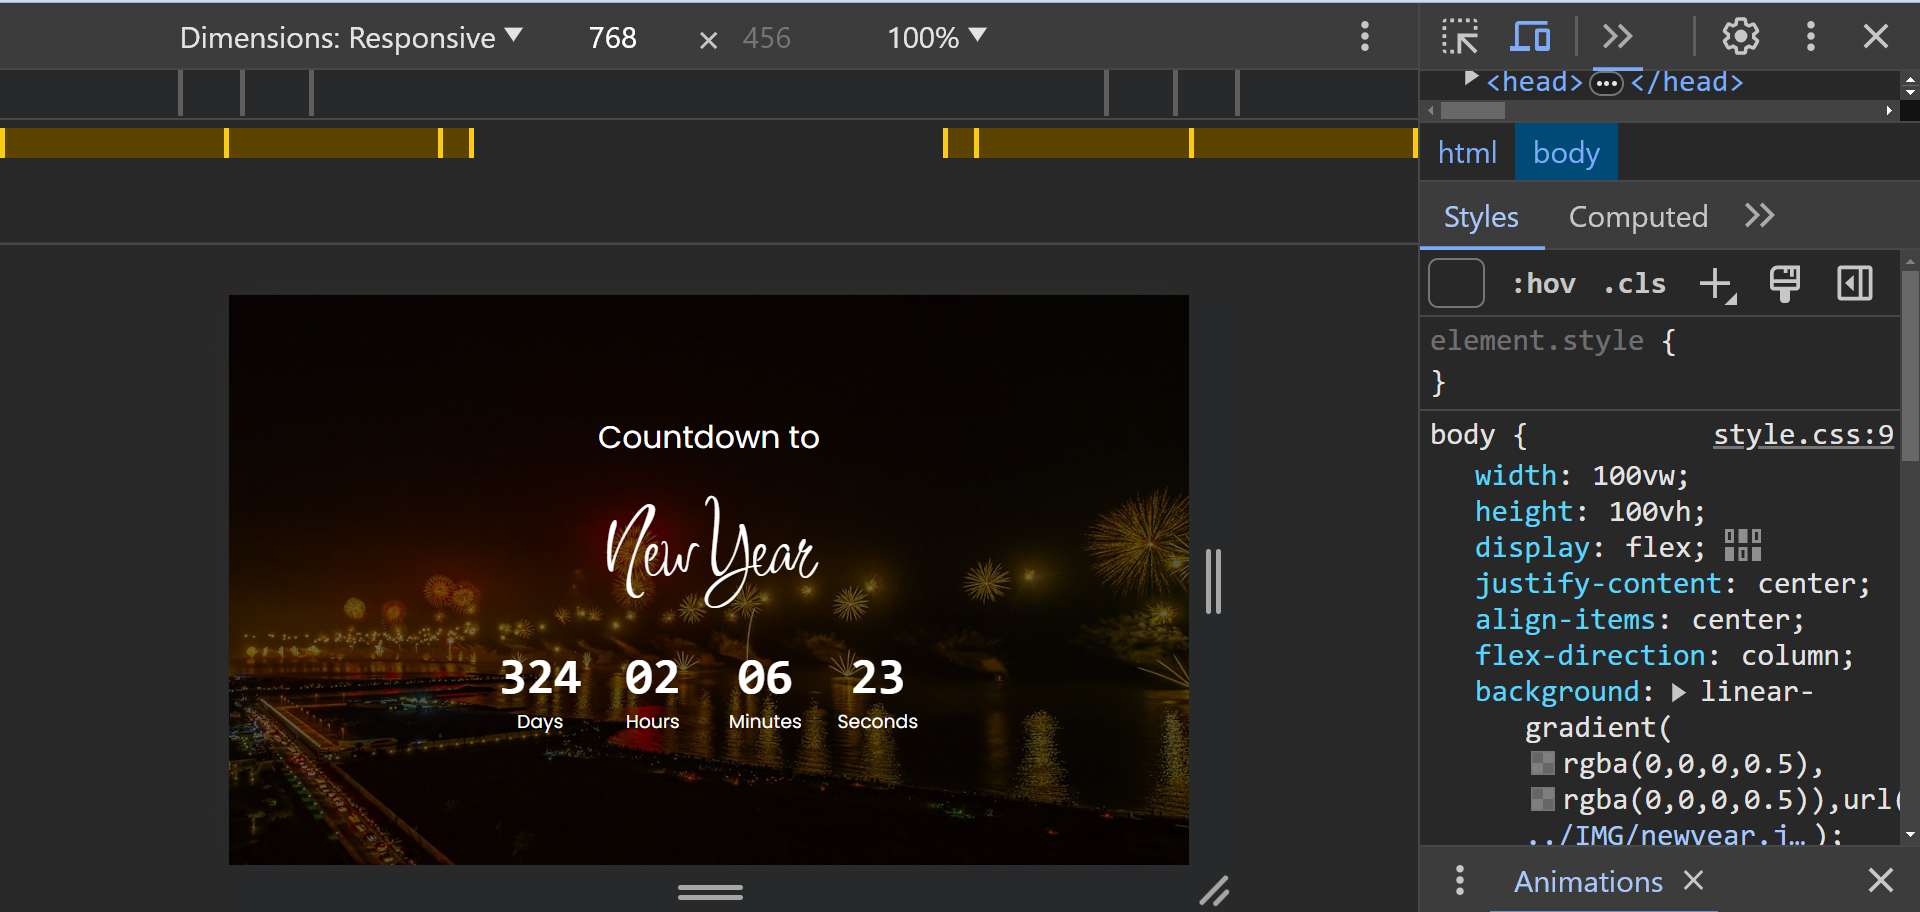 Dimensions: Responsive 768 × 456 100%
<head> ••• </head>
html body
Styles Computed
:hov .cls
element.style {
}
body { style.css:9
width: 100vw;
height: 100vh;
display: flex;
justify-content: center;
align-items: center;
flex-direction: column;
background: linear-
gradient(
rgba(0,0,0,0.5),
rgba(0,0,0,0.5)),url(
../IMG/newyear.j…);
Animations
Countdown to
New Year
324 02 06 23
Days Hours Minutes Seconds